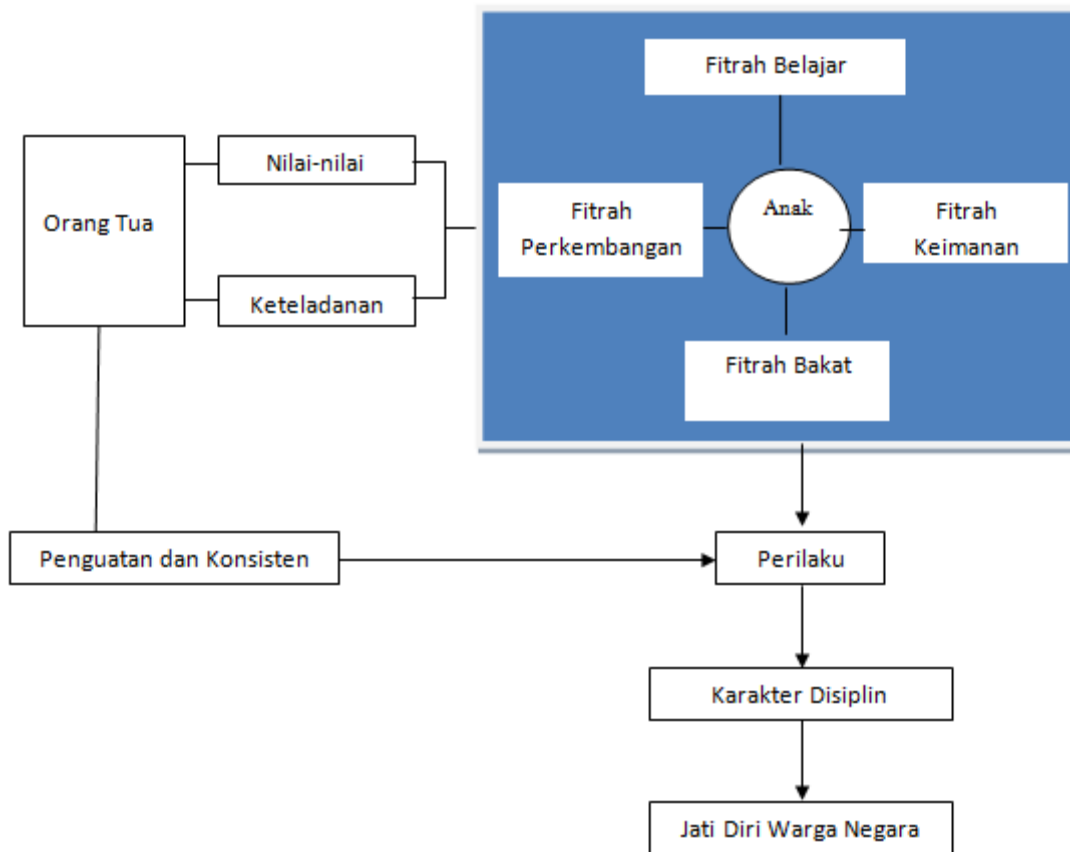 Fitrah Belajar
Nilai-nilai
Orang Tua
Keteladanan
Fitrah
Perkembangan
Anak
Fitrah
Keimanan
Fitrah Bakat
Penguatan dan Konsisten
Perilaku
Karakter Disiplin
Jati Diri Warga Negara